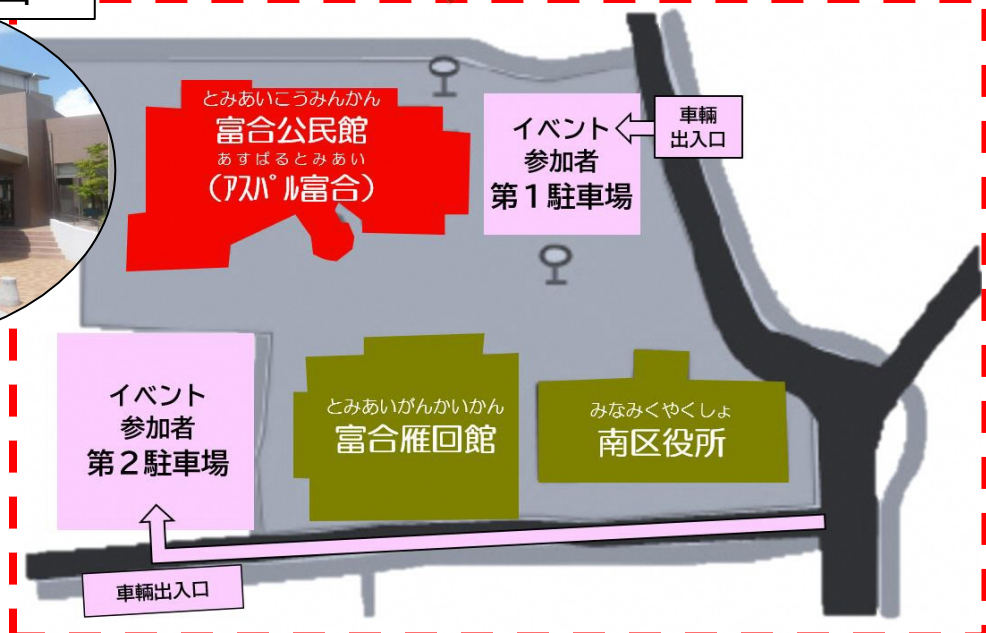 とみあいこうみんかん
富合公民館
あすぱるとみあい
(アスパル富合)
イベント
参加者
第1駐車場
車輌
出入口
イベント
参加者
第2駐車場
とみあいがんかいかん
富合雁回館
みなみくやくしょ
南区役所
車輌出入口